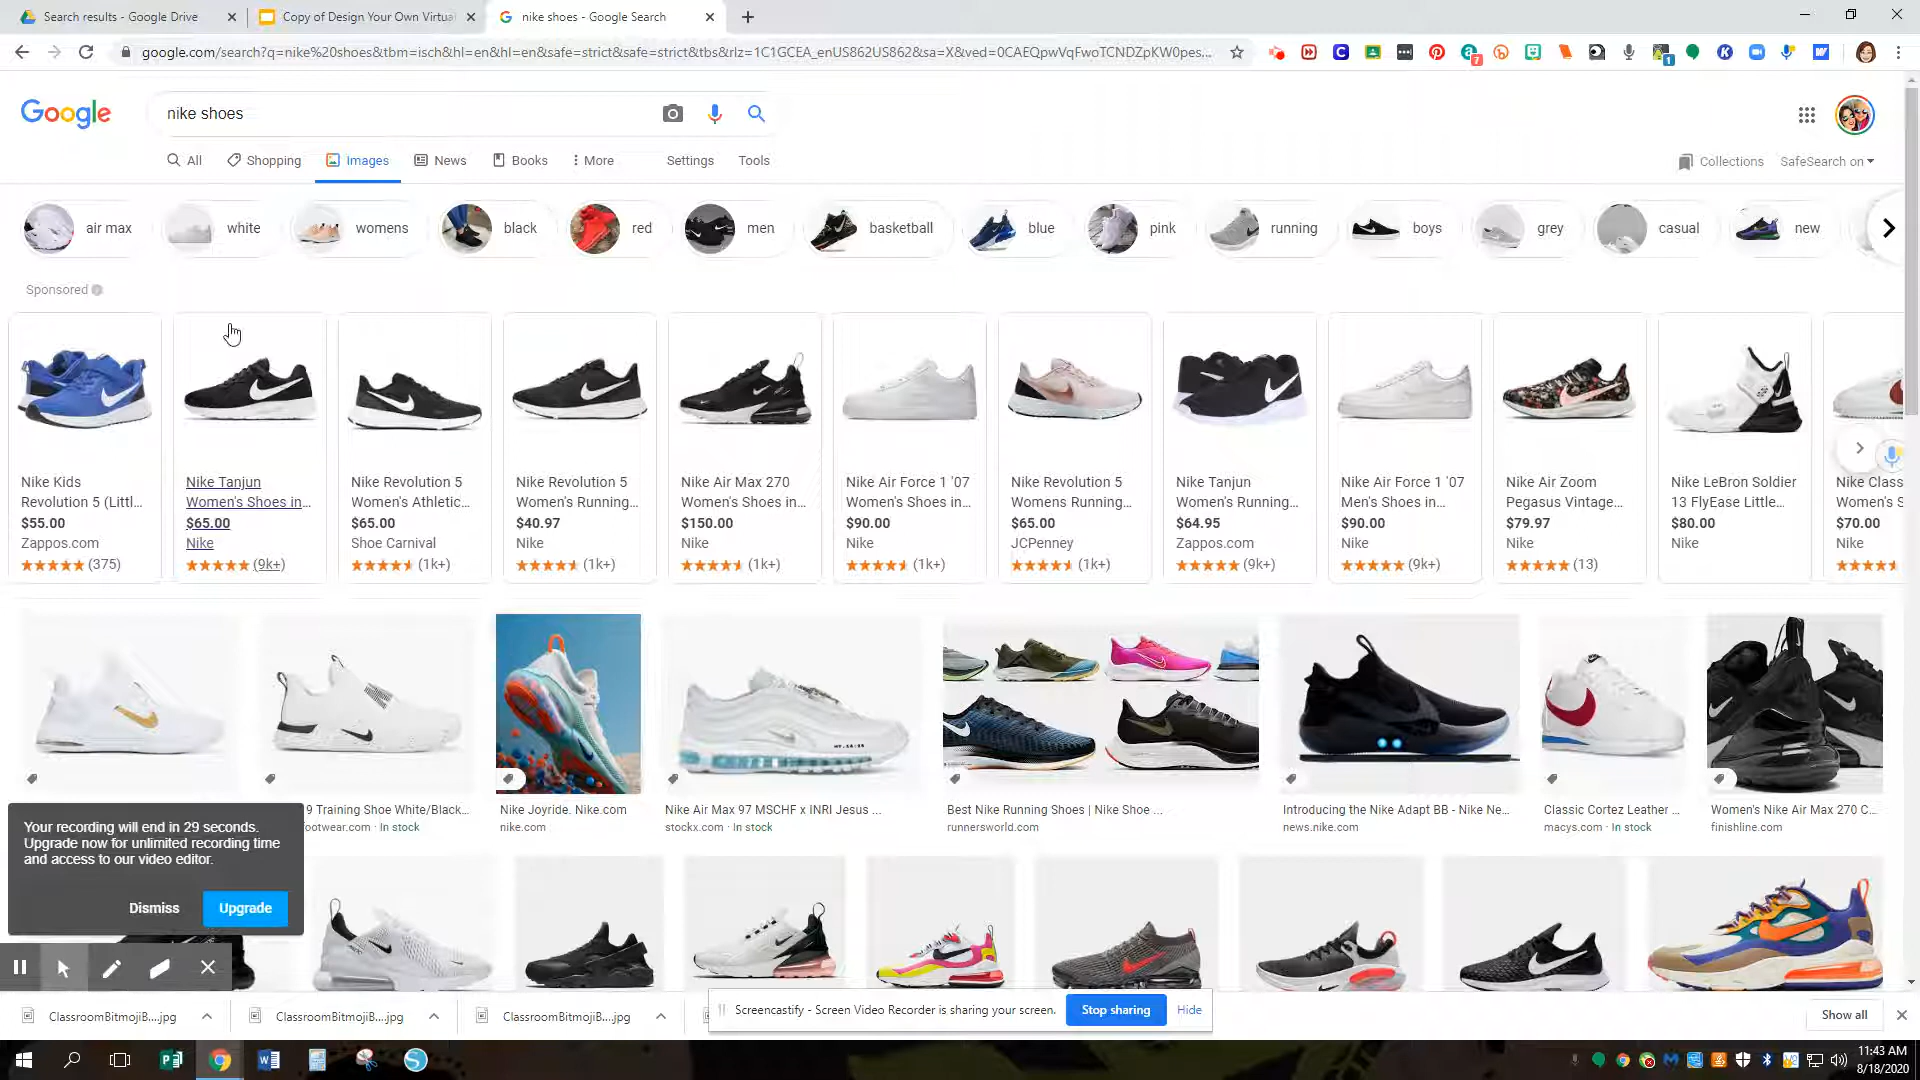 Search results - Google Drive
Copy of Design Your Own Virtual
nike shoes - Google Search
google.com/search?q=nike%20shoes&tbm=isch&hl=en&hl=en&safe=strict&safe=strict&tbs&rlz=1C1GCEA_enUS862US862&sa=X&ved=0CAEQpwVqFwoTCNDZpKW0pes...
Google
nike shoes
All Shopping Images News Books More Settings Tools
Collections SafeSearch on
air max white womens black red men basketball blue pink running boys grey casual new
Sponsored
Nike Kids
Revolution 5 (Littl...
$55.00
Zappos.com
(375)
Nike Tanjun
Women's Shoes in...
$65.00
Nike
(9k+)
Nike Revolution 5
Women's Athletic...
$65.00
Shoe Carnival
(1k+)
Nike Revolution 5
Women's Running...
$40.97
Nike
(1k+)
Nike Air Max 270
Women's Shoes in...
$150.00
Nike
(1k+)
Nike Air Force 1 '07
Women's Shoes in...
$90.00
Nike
(1k+)
Nike Revolution 5
Womens Running...
$65.00
JCPenney
(1k+)
Nike Tanjun
Women's Running...
$64.95
Zappos.com
(9k+)
Nike Air Force 1 '07
Men's Shoes in...
$90.00
Nike
(9k+)
Nike Air Zoom
Pegasus Vintage...
$79.97
Nike
(13)
Nike LeBron Soldier
13 FlyEase Little...
$80.00
Nike
Nike Clas
Women's S
$70.00
Nike
9 Training Shoe White/Black...
footwear.com · In stock
Nike Joyride. Nike.com
nike.com
Nike Air Max 97 MSCHF x INRI Jesus ...
stockx.com · In stock
Best Nike Running Shoes | Nike Shoe ...
runnersworld.com
Introducing the Nike Adapt BB - Nike Ne...
news.nike.com
Classic Cortez Leather ...
macys.com · In stock
Women's Nike Air Max 270 C...
finishline.com
Your recording will end in 29 seconds.
Upgrade now for unlimited recording time
and access to our video editor.
Dismiss Upgrade
ClassroomBitmojiB....jpg
ClassroomBitmojiB....jpg
ClassroomBitmojiB....jpg
Screencastify - Screen Video Recorder is sharing your screen. Stop sharing Hide
Show all
11:43 AM
8/18/2020